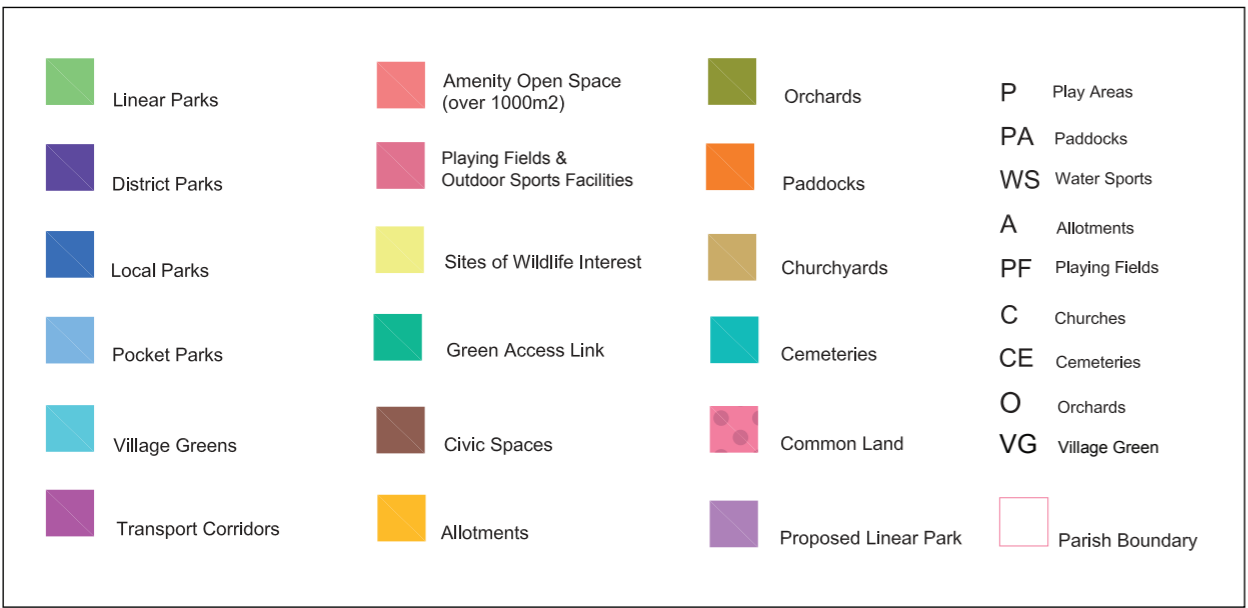 Linear Parks
District Parks
Local Parks
Pocket Parks
Village Greens
Transport Corridors
Amenity Open Space
(over 1000m2)
Playing Fields &
Outdoor Sports Facilities
Sites of Wildlife Interest
Green Access Link
Civic Spaces
Allotments
Orchards
Paddocks
Churchyards
Cemeteries
Common Land
Proposed Linear Park
P Play Areas
PA Paddocks
WS Water Sports
A Allotments
PF Playing Fields
C Churches
CE Cemeteries
O Orchards
VG Village Green
Parish Boundary